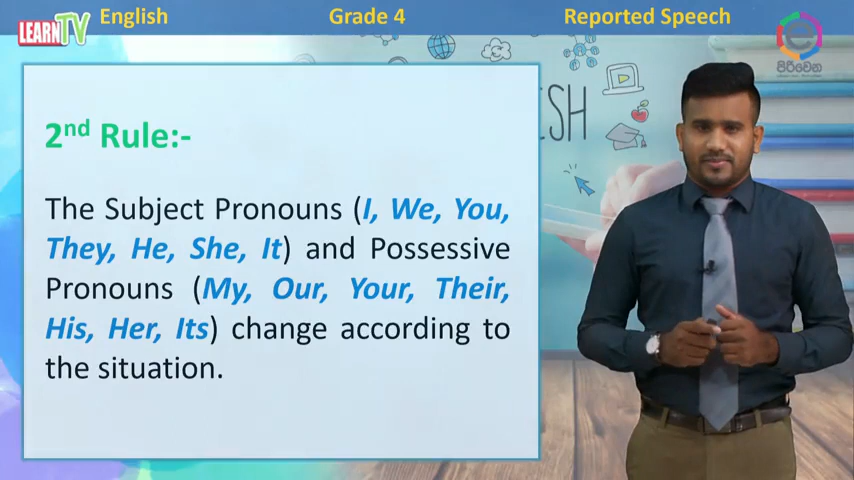 English
Grade 4
Reported Speech
LEARN TV
පිරිවෙන
ISH
2nd Rule:-
The Subject Pronouns (I, We, You,
They, He, She, It) and Possessive
Pronouns (My, Our, Your, Their,
His, Her, Its) change according to
the situation.